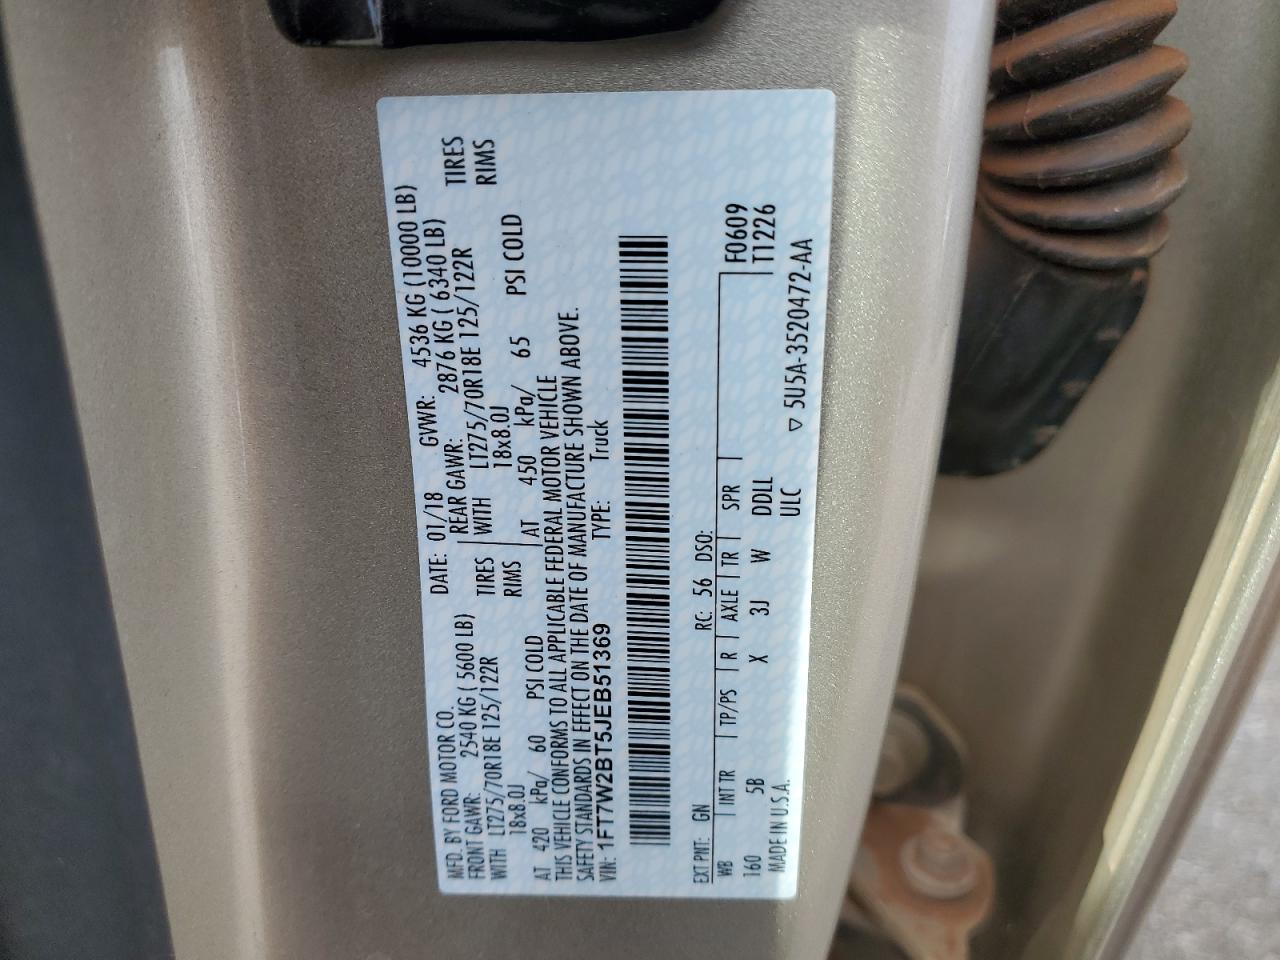 MFD. BY FORD MOTOR CO.
DATE: 01/18 GVWR: 4536 KG (10000 LB)
FRONT GAWR: 2540 KG ( 5600 LB) REAR GAWR: 2876 KG ( 6340 LB)
WITH LT275/70R18E 125/122R TIRES WITH LT275/70R18E 125/122R TIRES
18x8.0J RIMS 18x8.0J RIMS
AT 420 kPa/ 60 PSI COLD AT 450 kPa/ 65 PSI COLD
THIS VEHICLE CONFORMS TO ALL APPLICABLE FEDERAL MOTOR VEHICLE
SAFETY STANDARDS IN EFFECT ON THE DATE OF MANUFACTURE SHOWN ABOVE.
VIN: 1FT7W2BT5JEB51369 TYPE: Truck
EXT PNT: GN RC: 56 DSO: F0609
WB INT TR TP/PS R AXLE TR SPR T1226
160 5B X 3J W DDLL
MADE IN U.S.A. ULC ▽ 5U5A-3520472-AA